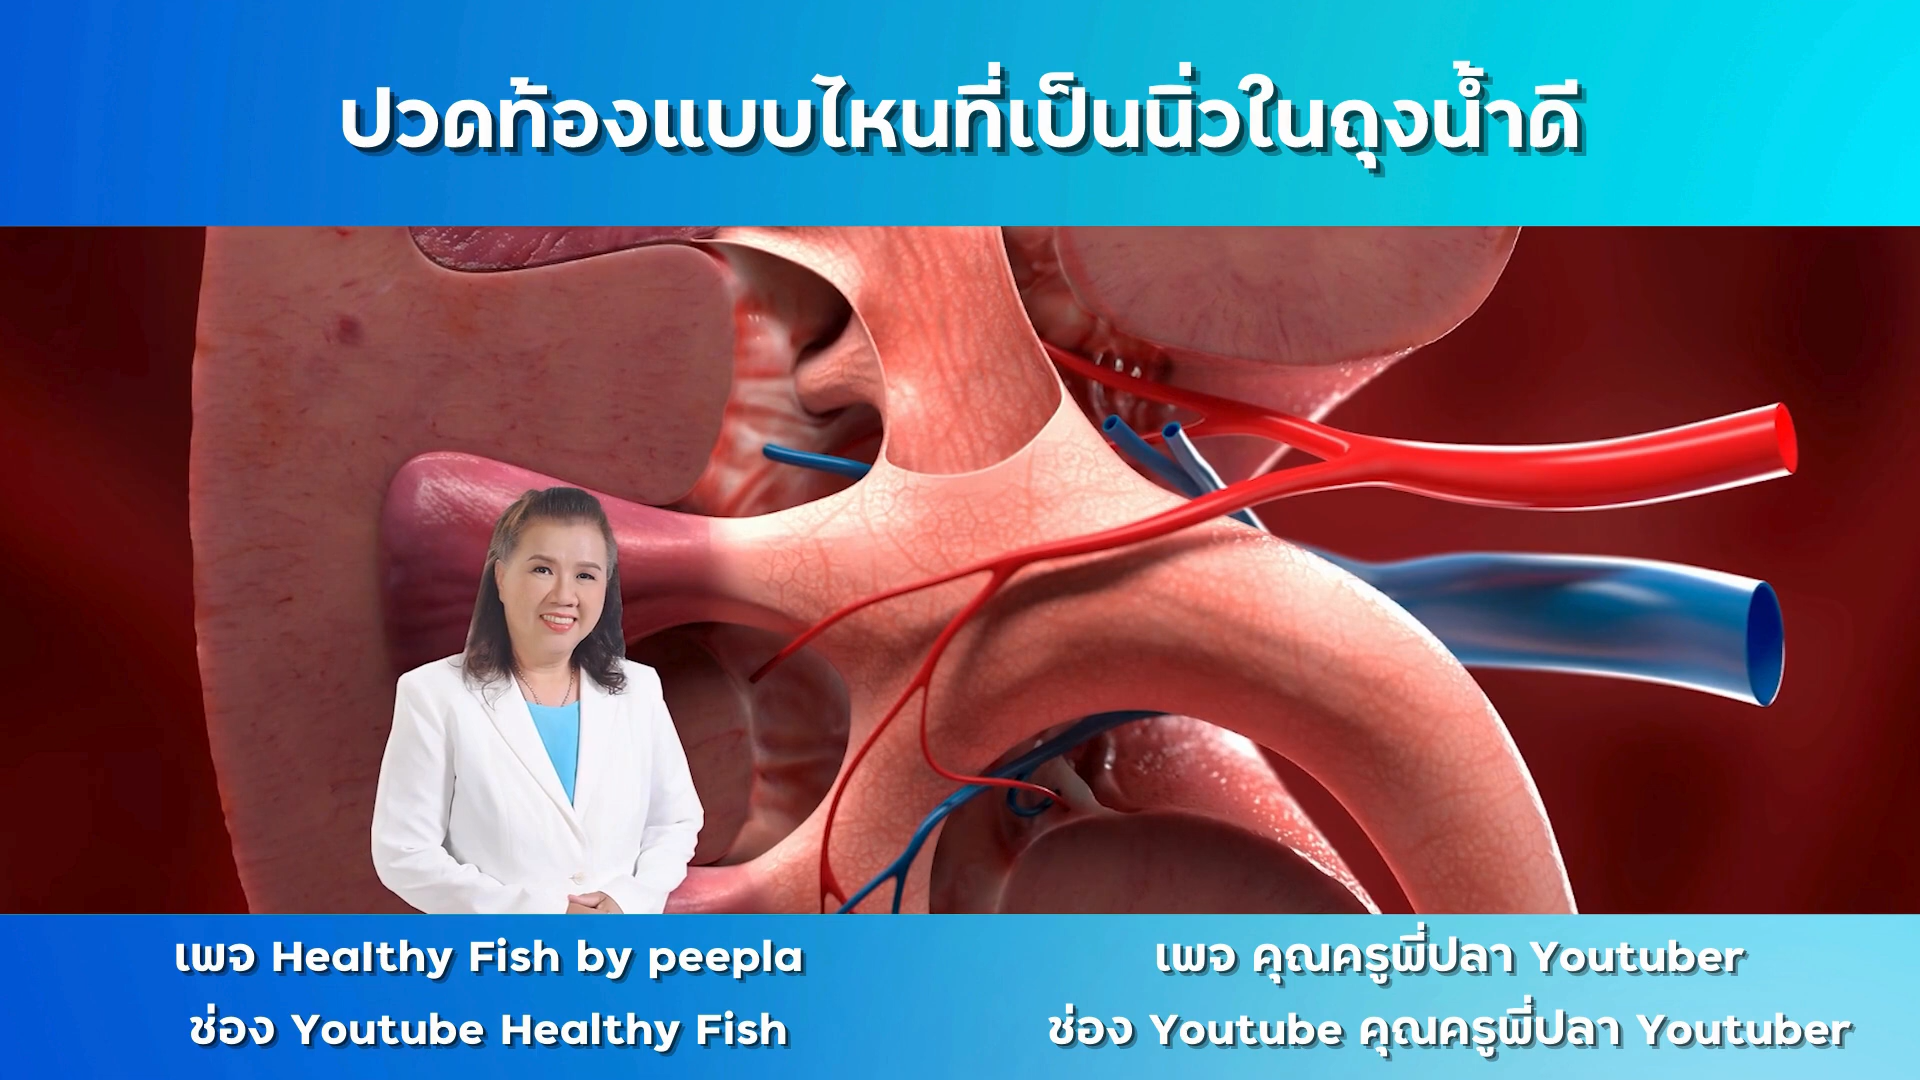 ปวดท้องแบบไหนที่เป็นนิ่วในถุงน้ำดี
เพจ Healthy Fish by peepla
ช่อง Youtube Healthy Fish
เพจ คุณครูพี่ปลา Youtuber
ช่อง Youtube คุณครูพี่ปลา Youtuber